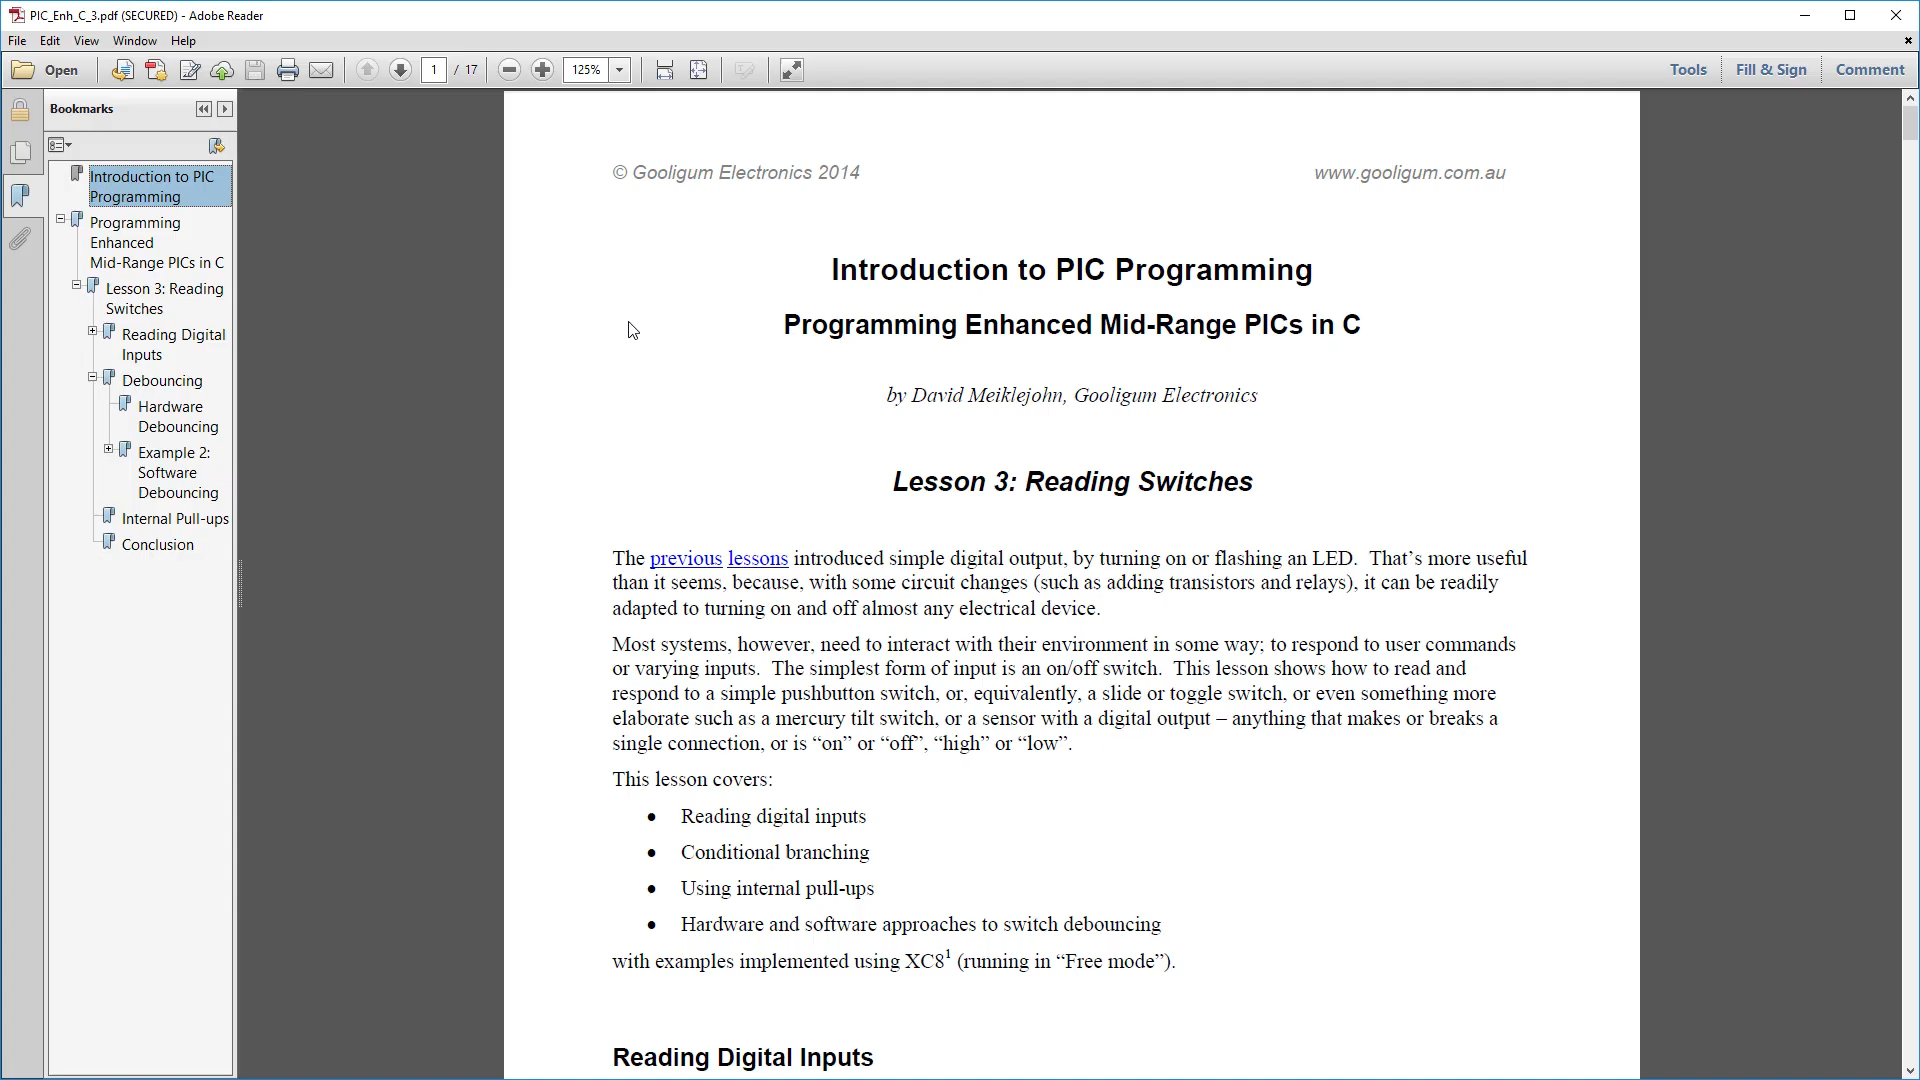 PIC_Enh_C_3.pdf (SECURED) - Adobe Reader
File Edit View Window Help
Open 1 / 17 125% Tools Fill & Sign Comment
Bookmarks
Introduction to PIC
Programming
Programming
Enhanced
Mid-Range PICs in C
Lesson 3: Reading
Switches
Reading Digital
Inputs
Debouncing
Hardware
Debouncing
Example 2:
Software
Debouncing
Internal Pull-ups
Conclusion
© Gooligum Electronics 2014 www.gooligum.com.au
Introduction to PIC Programming
Programming Enhanced Mid-Range PICs in C
by David Meiklejohn, Gooligum Electronics
Lesson 3: Reading Switches
The previous lessons introduced simple digital output, by turning on or flashing an LED.  That’s more useful
than it seems, because, with some circuit changes (such as adding transistors and relays), it can be readily
adapted to turning on and off almost any electrical device.
Most systems, however, need to interact with their environment in some way; to respond to user commands
or varying inputs.  The simplest form of input is an on/off switch.  This lesson shows how to read and
respond to a simple pushbutton switch, or, equivalently, a slide or toggle switch, or even something more
elaborate such as a mercury tilt switch, or a sensor with a digital output – anything that makes or breaks a
single connection, or is “on” or “off”, “high” or “low”.
This lesson covers:
• Reading digital inputs
• Conditional branching
• Using internal pull-ups
• Hardware and software approaches to switch debouncing
with examples implemented using XC8¹ (running in “Free mode”).
Reading Digital Inputs